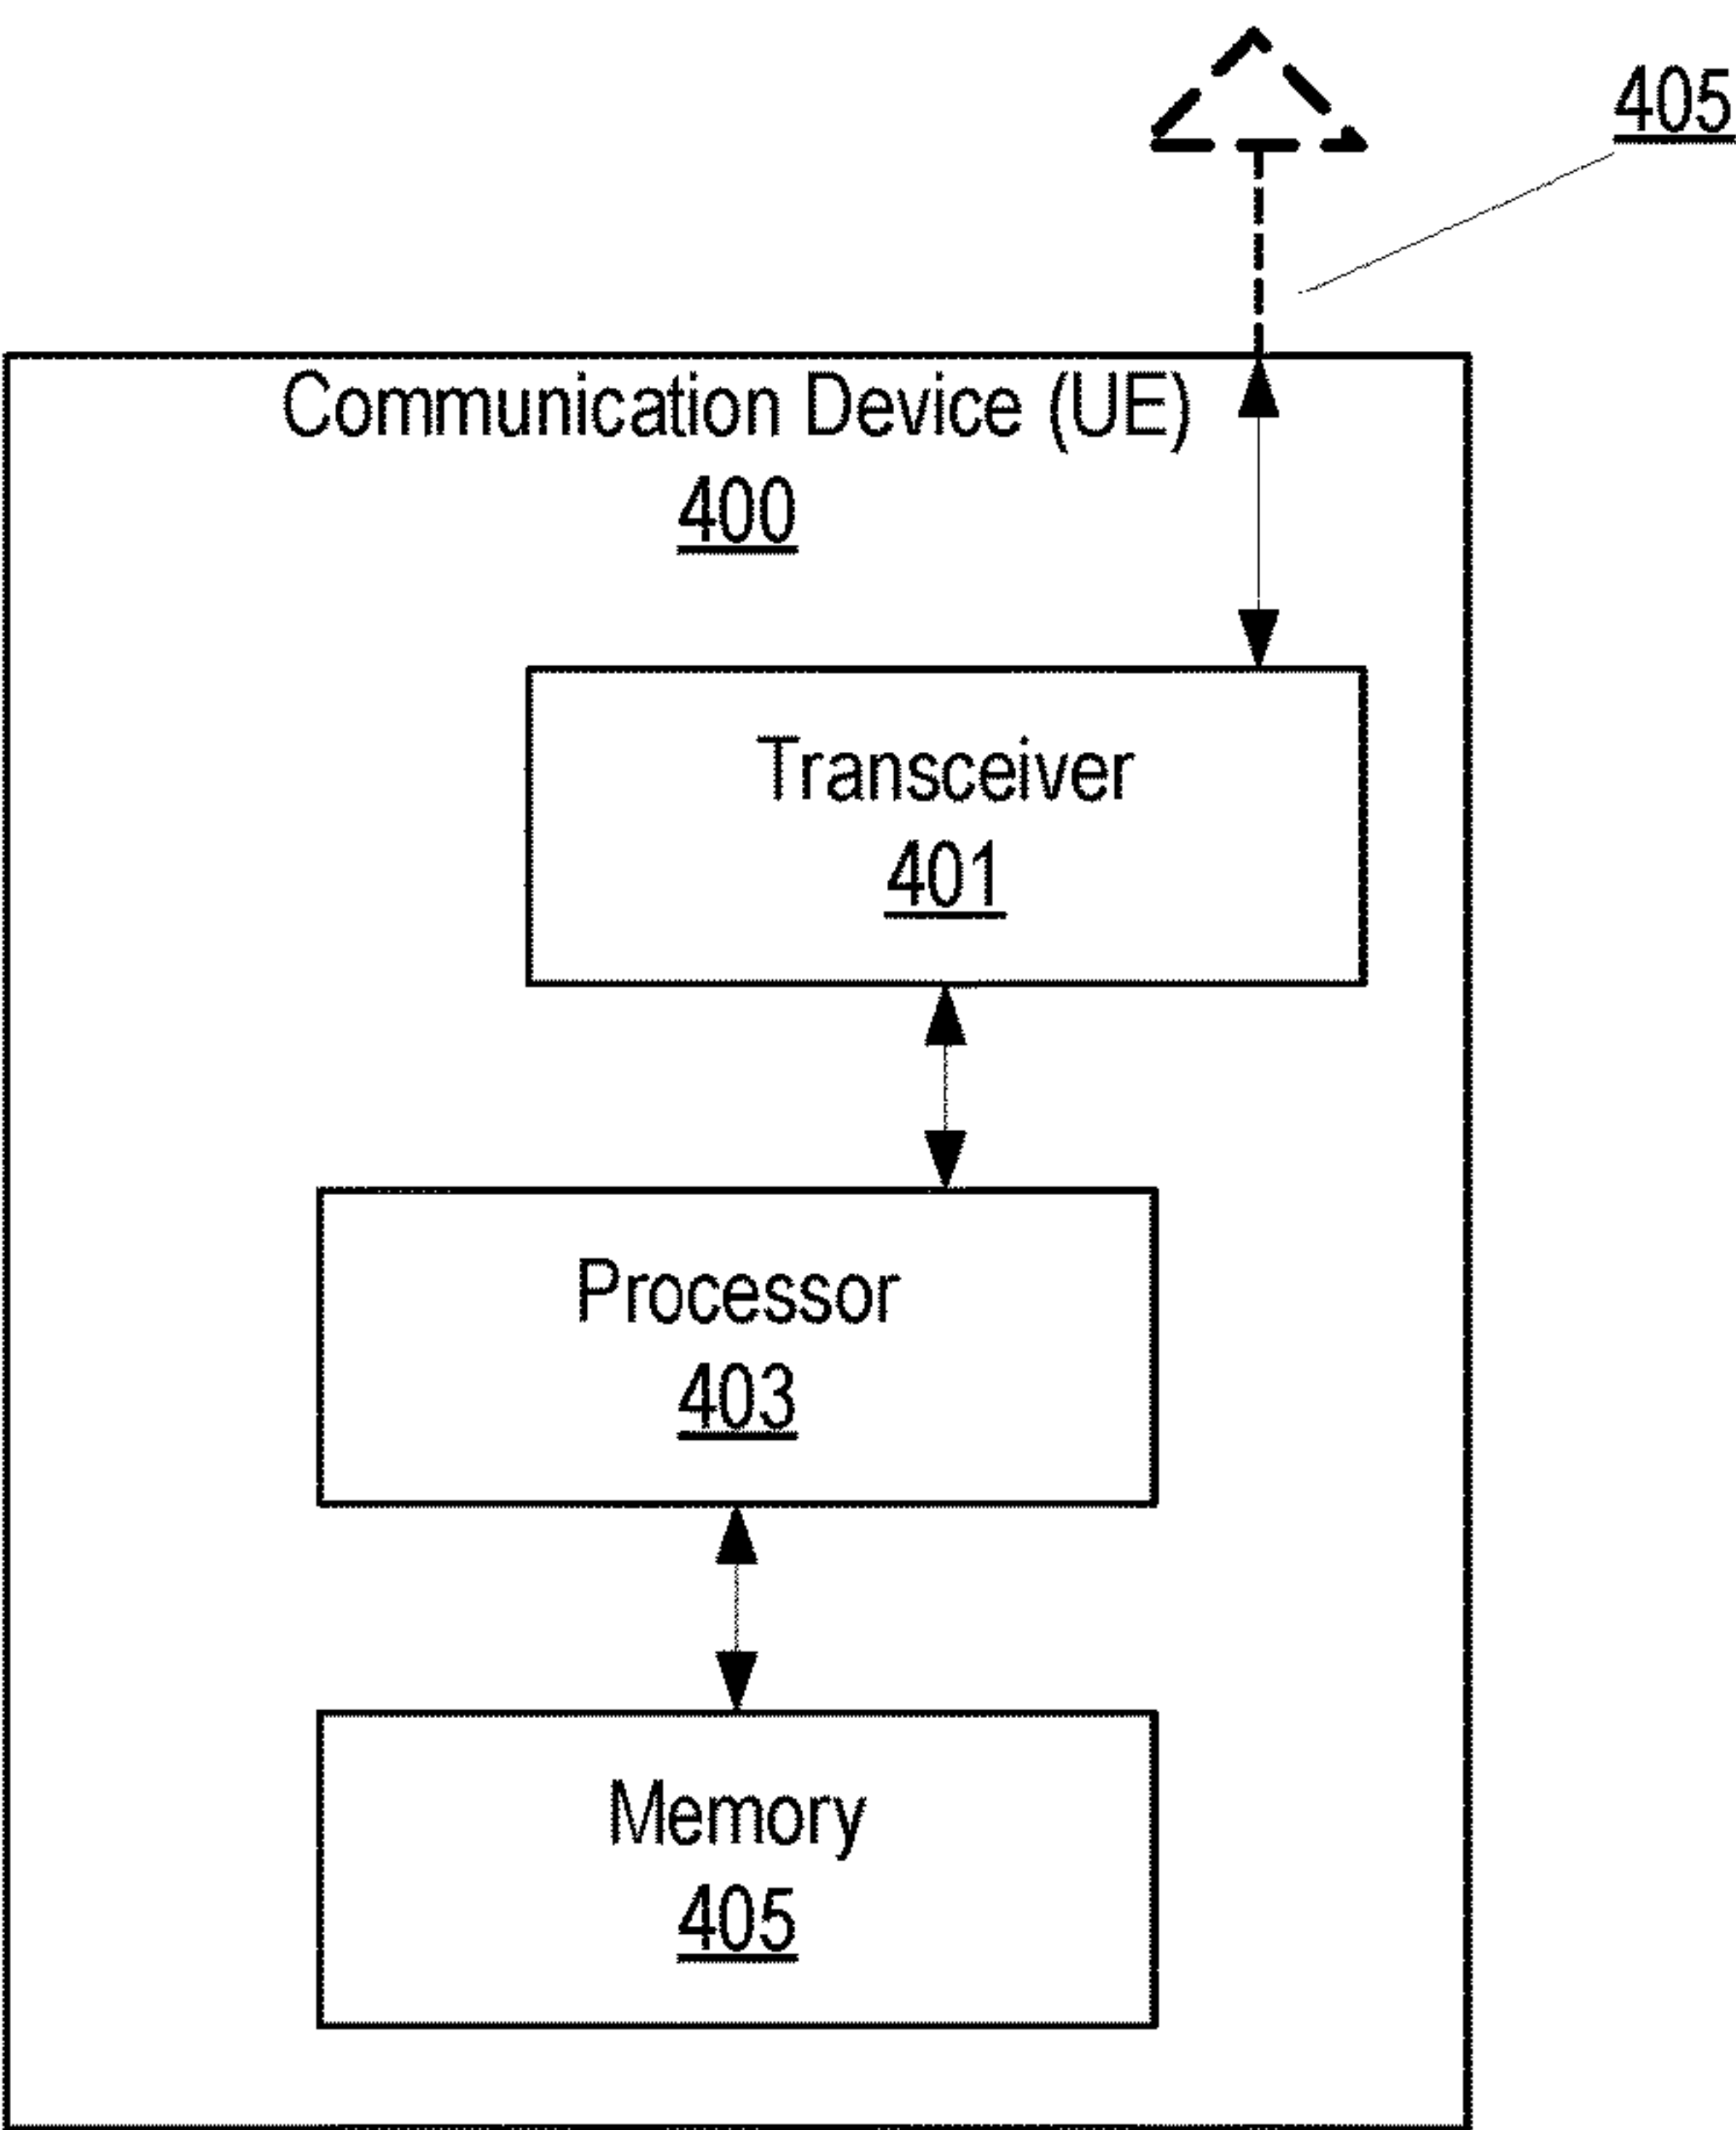 405
Communication Device (UE)
400
Transceiver
401
Processor
403
Memory
405